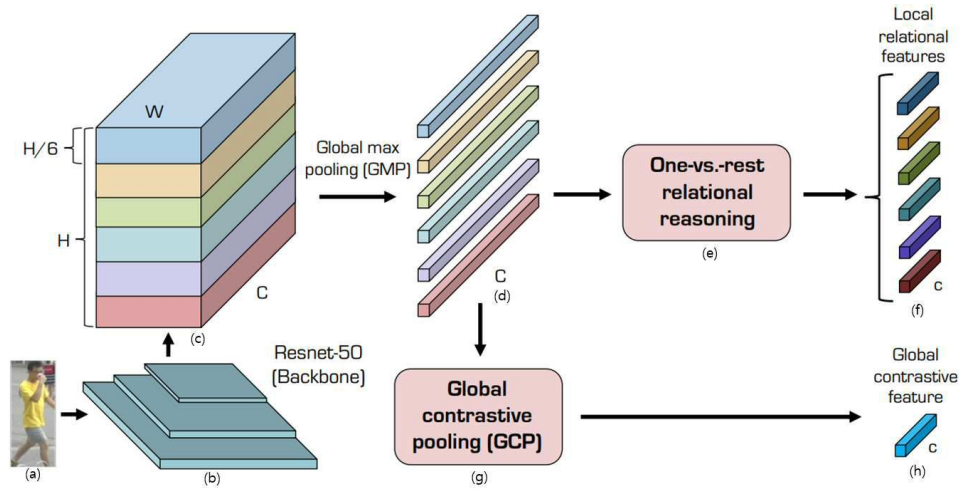 Local
relational
features
W
H/6
Global max
pooling (GMP)
One-vs.-rest
relational
reasoning
(e)
H
C
C
(d)
c
(f)
(c)
Resnet-50
(Backbone)
Global
contrastive
pooling (GCP)
Global
contrastive
feature
c
(a)
(b)
(g)
(h)